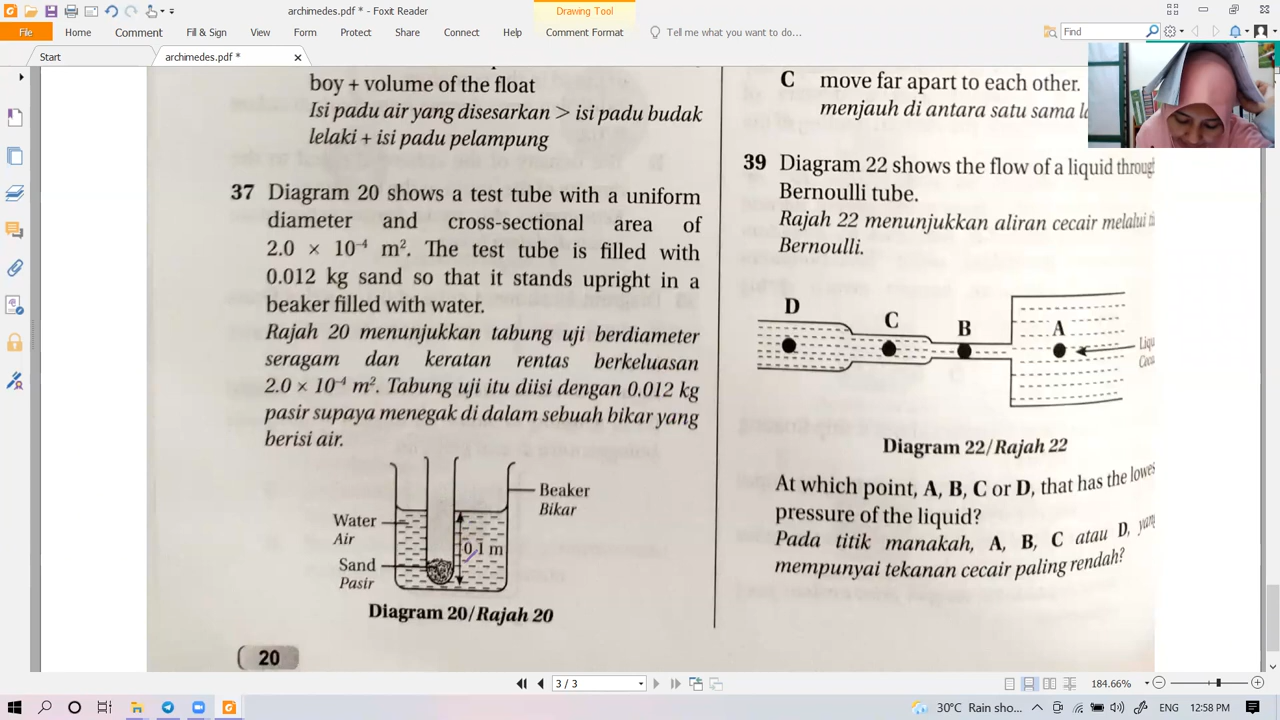 archimedes.pdf * - Foxit Reader
Drawing Tool
File
Home
Comment
Fill & Sign
View
Form
Protect
Share
Connect
Help
Comment Format
Tell me what you want to do...
Find
Start
archimedes.pdf *
boy + volume of the float
Isi padu air yang disesarkan > isi padu budak
lelaki + isi padu pelampung
37 Diagram 20 shows a test tube with a uniform
diameter and cross-sectional area of
2.0 × 10⁻⁴ m². The test tube is filled with
0.012 kg sand so that it stands upright in a
beaker filled with water.
Rajah 20 menunjukkan tabung uji berdiameter
seragam dan keratan rentas berkeluasan
2.0 × 10⁻⁴ m². Tabung uji itu diisi dengan 0.012 kg
pasir supaya menegak di dalam sebuah bikar yang
berisi air.
Beaker
Bikar
Water
Air
0.1 m
Sand
Pasir
Diagram 20/Rajah 20
20
C move far apart to each other.
menjauh di antara satu sama
39 Diagram 22 shows the flow of a liquid
Bernoulli tube.
Rajah 22 menunjukkan aliran cecair melalui
Bernoulli.
D
C
B
A
Diagram 22/Rajah 22
At which point, A, B, C or D, that has the
pressure of the liquid?
Pada titik manakah, A, B, C atau D,
mempunyai tekanan cecair paling rendah?
3 / 3
184.66%
30°C Rain sho...
ENG
12:58 PM